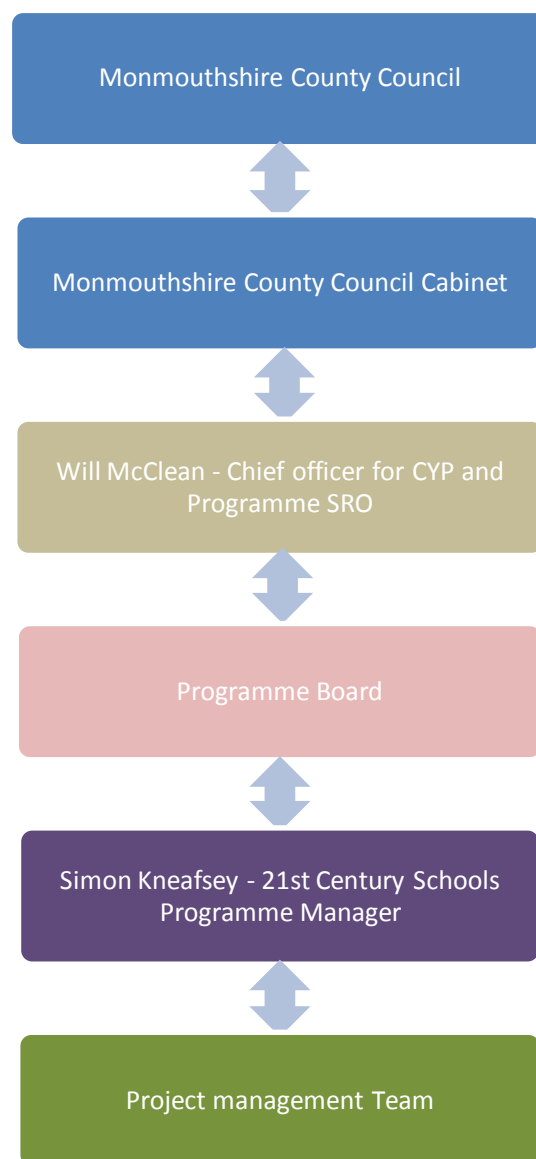 Monmouthshire County Council
Monmouthshire County Council Cabinet
Will McClean - Chief officer for CYP and
Programme SRO
Programme Board
Simon Kneafsey - 21st Century Schools
Programme Manager
Project management Team